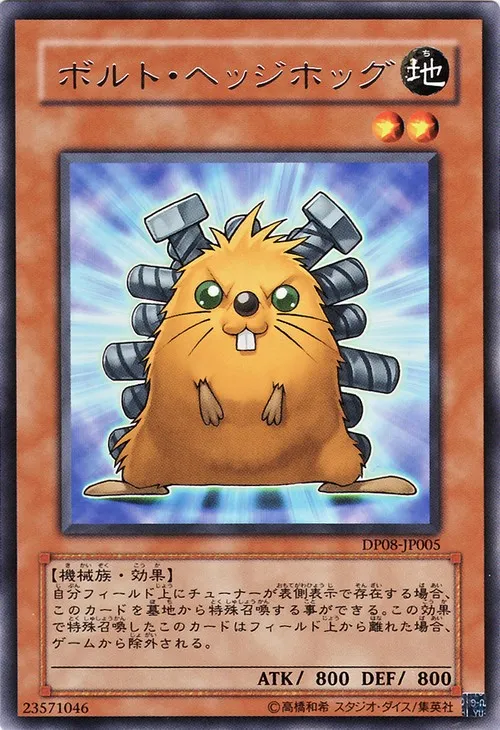 ボルト・ヘッジホッグ
地
DP08-JP005
【機械族・効果】
自分フィールド上にチューナーが表側表示で存在する場合、
このカードを墓地から特殊召喚する事ができる。この効果
で特殊召喚したこのカードはフィールド上から離れた場合、
ゲームから除外される。
ATK/ 800 DEF/ 800
23571046
©高橋和希 スタジオ・ダイス/集英社